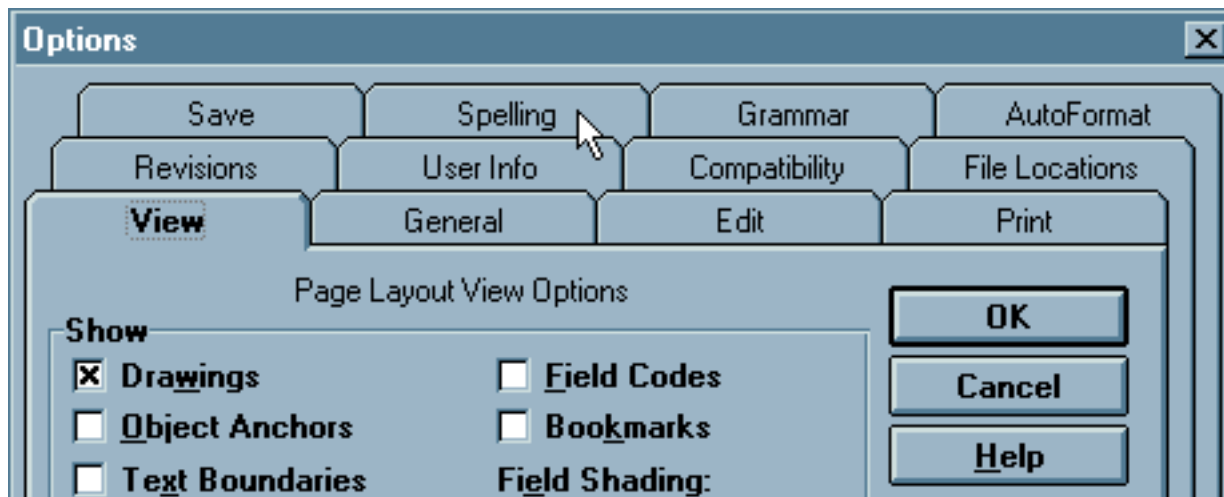 Options
Save Spelling Grammar AutoFormat
Revisions User Info Compatibility File Locations
View General Edit Print
Page Layout View Options
OK
Show
Drawings Field Codes
Cancel
Object Anchors Bookmarks
Help
Text Boundaries Field Shading: